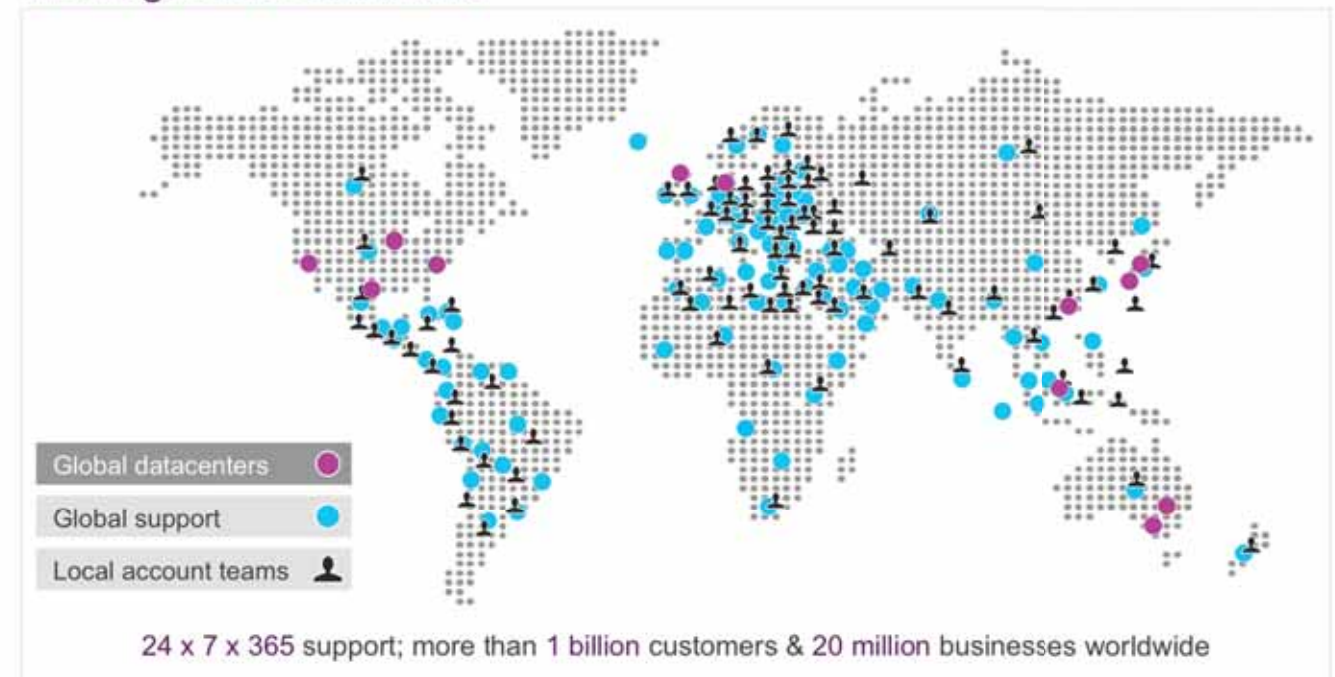 Global datacenters
Global support
Local account teams
24 x 7 x 365 support; more than 1 billion customers & 20 million businesses worldwide